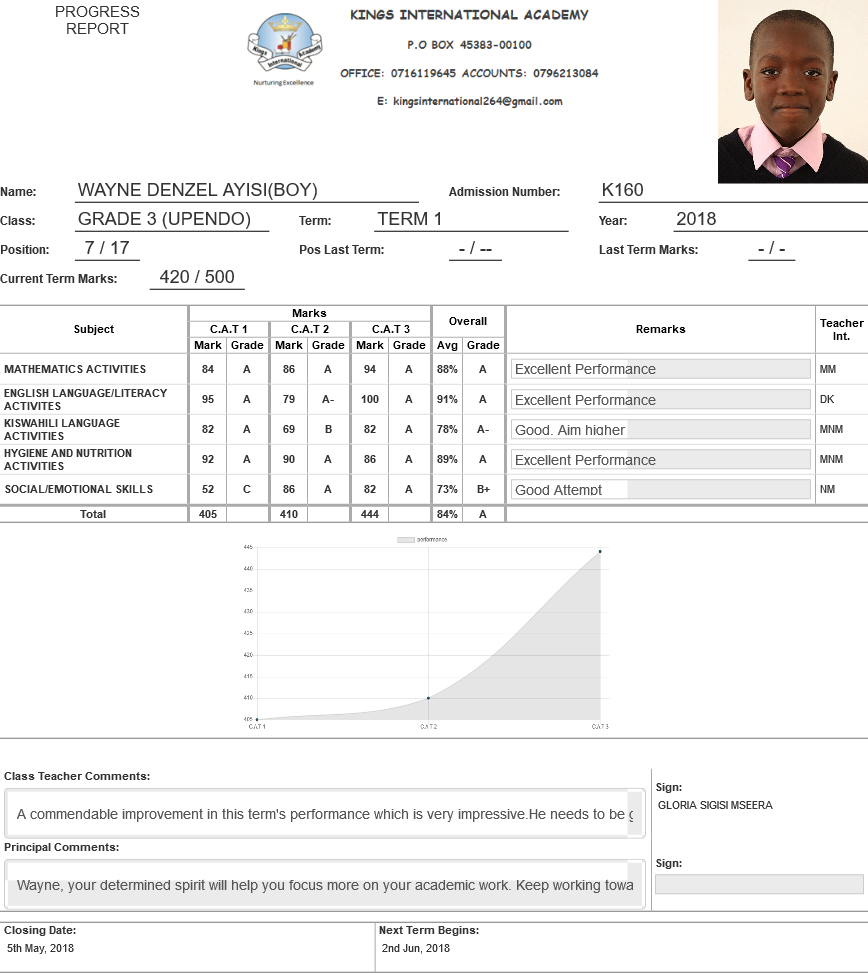 PROGRESS
REPORT
KINGS INTERNATIONAL ACADEMY
P.O BOX 45383-00100
OFFICE: 0716119645 ACCOUNTS: 0796213084
E: kingsinternational264@gmail.com
Kings Academy
International
Nurturing Excellence
Name: WAYNE DENZEL AYISI(BOY) Admission Number: K160
Class: GRADE 3 (UPENDO) Term: TERM 1 Year: 2018
Position: 7 / 17 Pos Last Term: - / -- Last Term Marks: - / -
Current Term Marks: 420 / 500
Subject Marks Overall Remarks Teacher Int.
C.A.T 1 C.A.T 2 C.A.T 3
Mark Grade Mark Grade Mark Grade Avg Grade
MATHEMATICS ACTIVITIES 84 A 86 A 94 A 88% A Excellent Performance MM
ENGLISH LANGUAGE/LITERACY
ACTIVITES 95 A 79 A- 100 A 91% A Excellent Performance DK
KISWAHILI LANGUAGE
ACTIVITIES 82 A 69 B 82 A 78% A- Good. Aim higher MNM
HYGIENE AND NUTRITION
ACTIVITIES 92 A 90 A 86 A 89% A Excellent Performance MNM
SOCIAL/EMOTIONAL SKILLS 52 C 86 A 82 A 73% B+ Good Attempt NM
Total 405 410 444 84% A
performance
445
440
435
430
425
420
415
410
405
C.A.T 1 C.A.T 2 C.A.T 3
Class Teacher Comments:
A commendable improvement in this term's performance which is very impressive.He needs to be
Sign:
GLORIA SIGISI MSEERA
Principal Comments:
Wayne, your determined spirit will help you focus more on your academic work. Keep working towa
Sign:
Closing Date: Next Term Begins:
5th May, 2018 2nd Jun, 2018